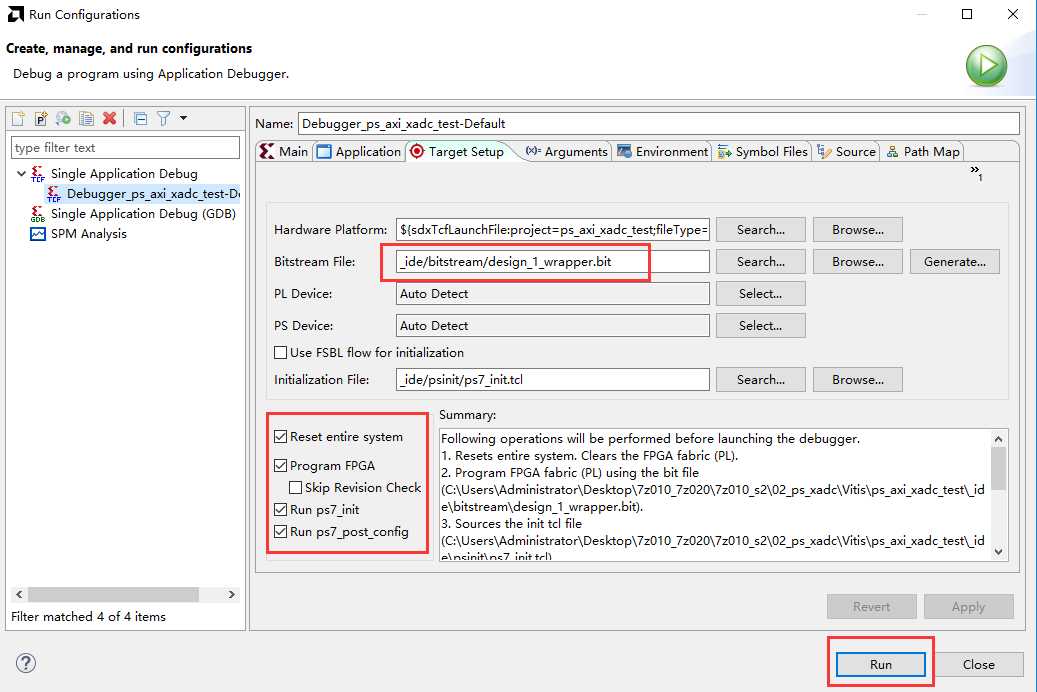 Run Configurations
Create, manage, and run configurations
Debug a program using Application Debugger.
type filter text
Single Application Debug
Debugger_ps_axi_xadc_test-De
Single Application Debug (GDB)
SPM Analysis
Filter matched 4 of 4 items
Name: Debugger_ps_axi_xadc_test-Default
Main Application Target Setup (x)= Arguments Environment Symbol Files Source Path Map
»1
Hardware Platform: ${sdxTcfLaunchFile:project=ps_axi_xadc_test;fileType= Search... Browse...
Bitstream File: _ide/bitstream/design_1_wrapper.bit Search... Browse... Generate...
PL Device: Auto Detect Select...
PS Device: Auto Detect Select...
Use FSBL flow for initialization
Initialization File: _ide/psinit/ps7_init.tcl Search... Browse...
Reset entire system
Program FPGA
Skip Revision Check
Run ps7_init
Run ps7_post_config
Summary:
Following operations will be performed before launching the debugger.
1. Resets entire system. Clears the FPGA fabric (PL).
2. Program FPGA fabric (PL) using the bit file
(C:\Users\Administrator\Desktop\7z010_7z020\7z010_s2\02_ps_xadc\Vitis\ps_axi_xadc_test\_id
e\bitstream\design_1_wrapper.bit).
3. Sources the init tcl file
(C:\Users\Administrator\Desktop\7z010_7z020\7z010_s2\02_ps_xadc\Vitis\ps_axi_xadc_test\_id
e\psinit\ps7_init.tcl)
Revert Apply
Run Close